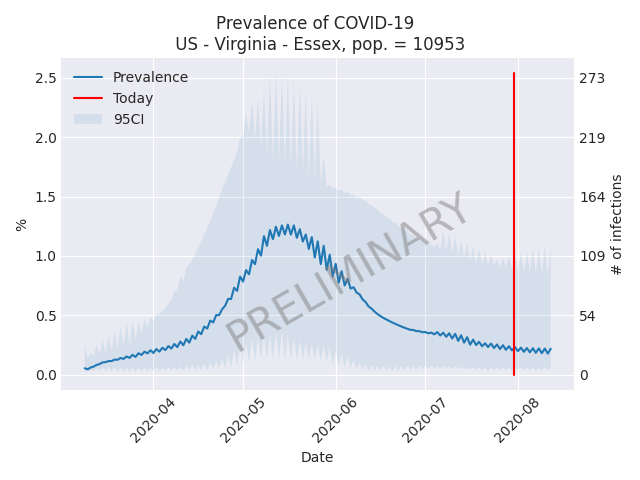 Prevalence of COVID-19
US - Virginia - Essex, pop. = 10953
Prevalence
Today
95CI
2.5
2.0
1.5
1.0
0.5
0.0
%
273
219
164
109
54
0
# of infections
PRELIMINARY
2020-04
2020-05
2020-06
2020-07
2020-08
Date